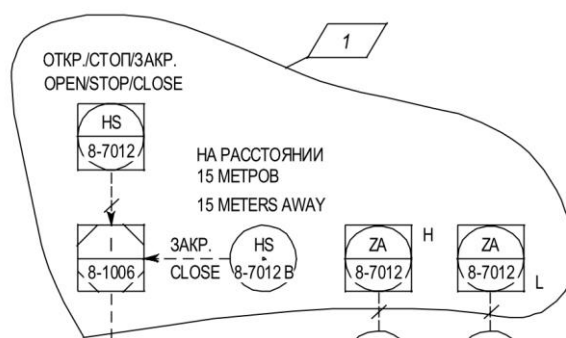 1
ОТКР./СТОП/ЗАКР.
OPEN/STOP/CLOSE
HS
8-7012
НА РАССТОЯНИИ
15 МЕТРОВ
15 METERS AWAY
8-1006
ЗАКР.
CLOSE
HS
8-7012 B
ZA
8-7012
H
ZA
8-7012
L